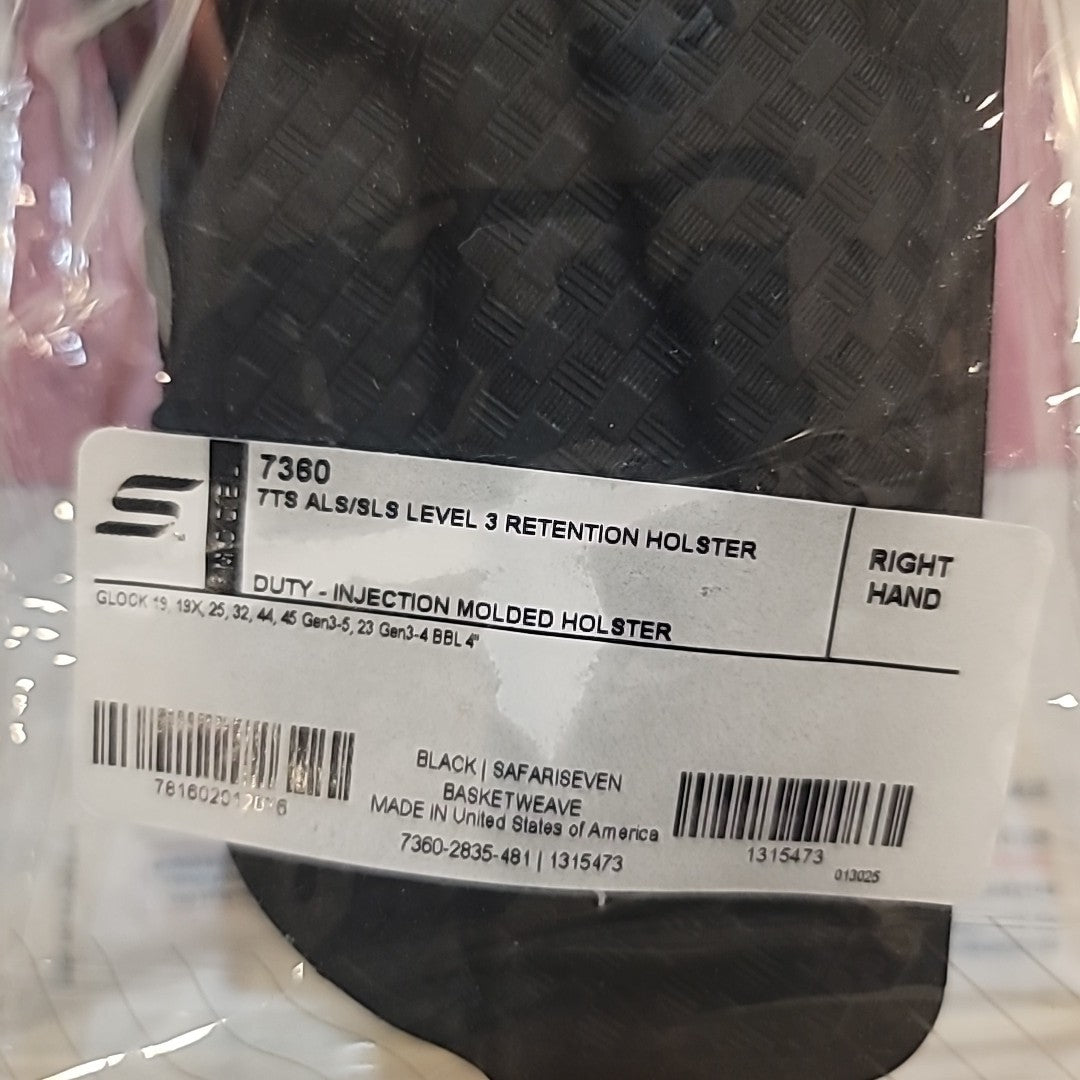 MODEL
7360
7TS ALS/SLS LEVEL 3 RETENTION HOLSTER
DUTY - INJECTION MOLDED HOLSTER
RIGHT
HAND
GLOCK 19, 19X, 25, 32, 44, 45 Gen3-5, 23 Gen3-4 BBL 4"
BLACK | SAFARISEVEN
BASKETWEAVE
MADE IN United States of America
7360-2835-481 | 1315473
1315473
013025